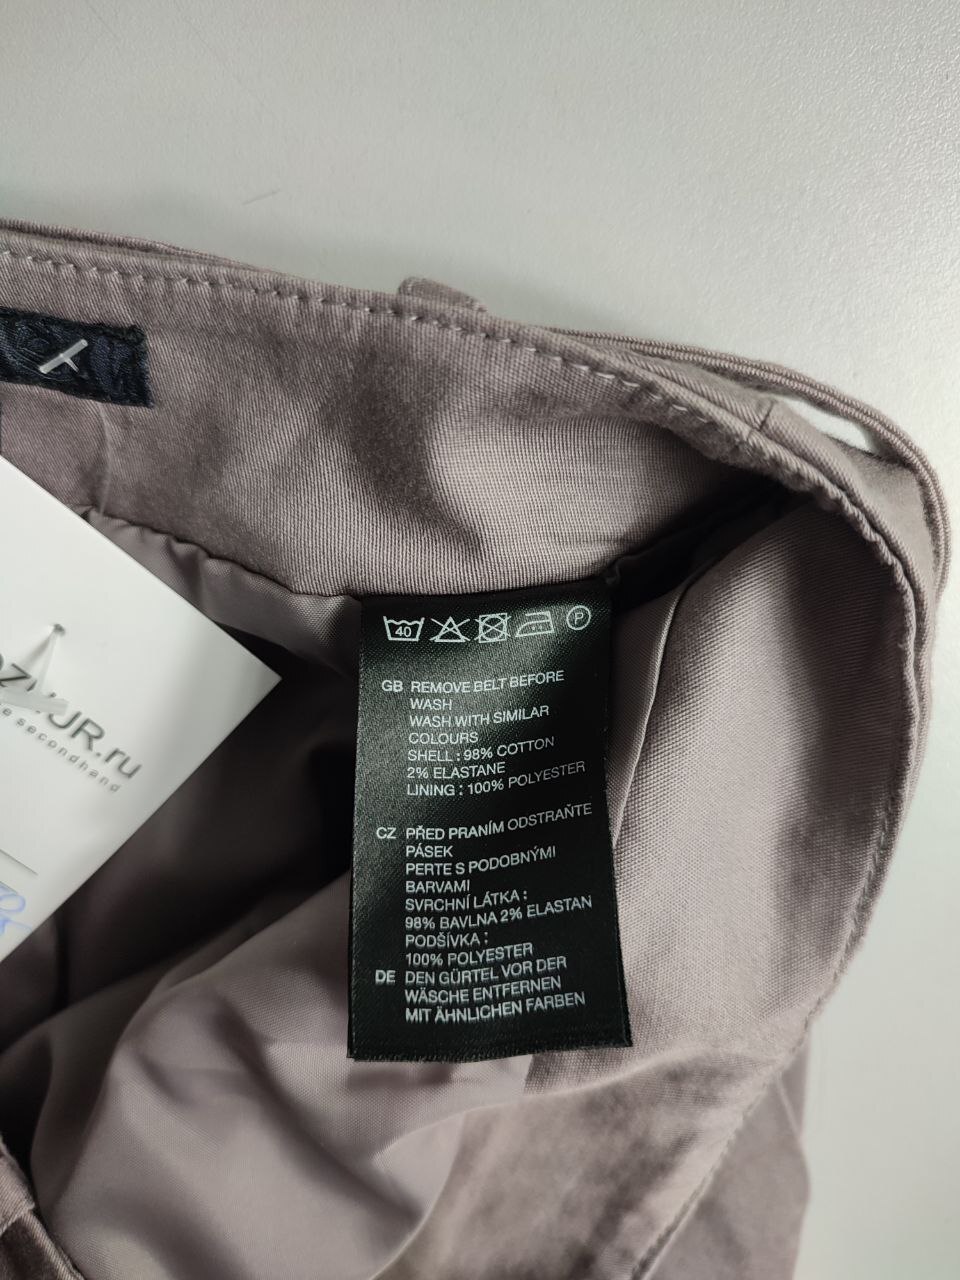 40
P
GB REMOVE BELT BEFORE
WASH
WASH WITH SIMILAR
COLOURS
SHELL : 98% COTTON
2% ELASTANE
LINING : 100% POLYESTER
CZ PŘED PRANÍM ODSTRAŇTE
PÁSEK
PERTE S PODOBNÝMI
BARVAMI
SVRCHNÍ LÁTKA :
98% BAVLNA 2% ELASTAN
PODŠÍVKA :
100% POLYESTER
DE DEN GÜRTEL VOR DER
WÄSCHE ENTFERNEN
MIT ÄHNLICHEN FARBEN
UR.ru
secondhand